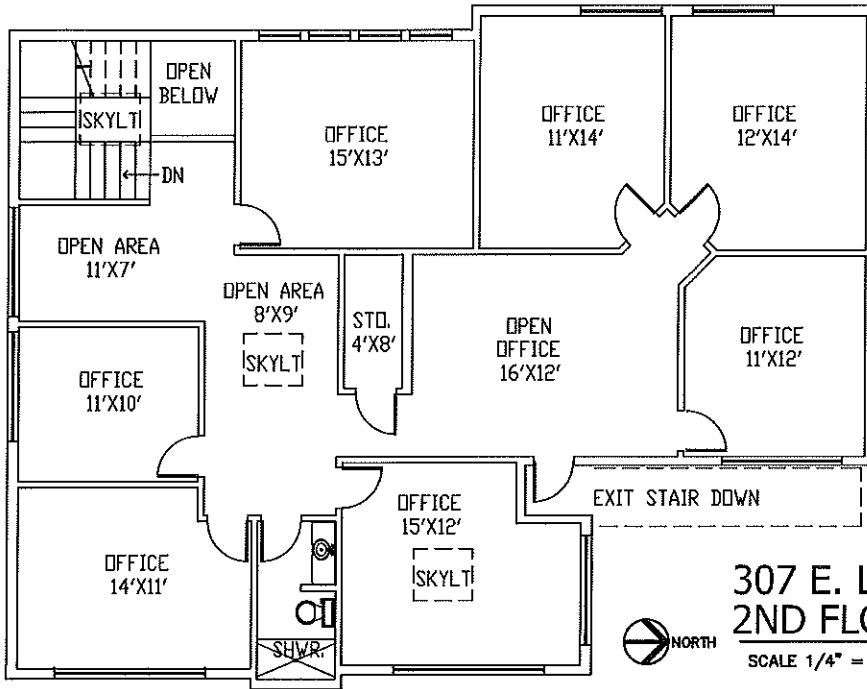 OPEN
BELOW
SKYLT
DN
OFFICE
15'X13'
OFFICE
11'X14'
OFFICE
12'X14'
OPEN AREA
11'X7'
OPEN AREA
8'X9'
SKYLT
STO.
4'X8'
OPEN
OFFICE
16'X12'
OFFICE
11'X12'
OFFICE
11'X10'
OFFICE
14'X11'
OFFICE
15'X12'
SKYLT
EXIT STAIR DOWN
SHWR.
NORTH
307 E.
2ND
SCALE 1/4" =